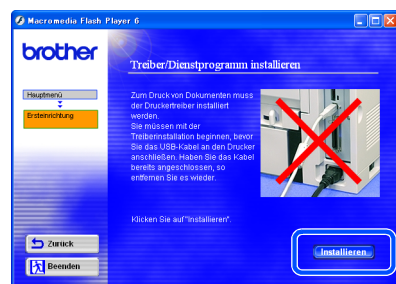 Macromedia Flash Player 6
brother
Treiber/Dienstprogramm installieren
Hauptmenü
Ersteinrichtung
Zum Druck von Dokumenten muss
der Druckertreiber installiert
werden.
Sie müssen mit der
Treiberinstallation beginnen, bevor
Sie das USB-Kabel an den Drucker
anschließen. Haben Sie das Kabel
bereits angeschlossen, so
entfernen Sie es wieder.
Klicken Sie auf "Installieren".
Zurück
Beenden
Installieren